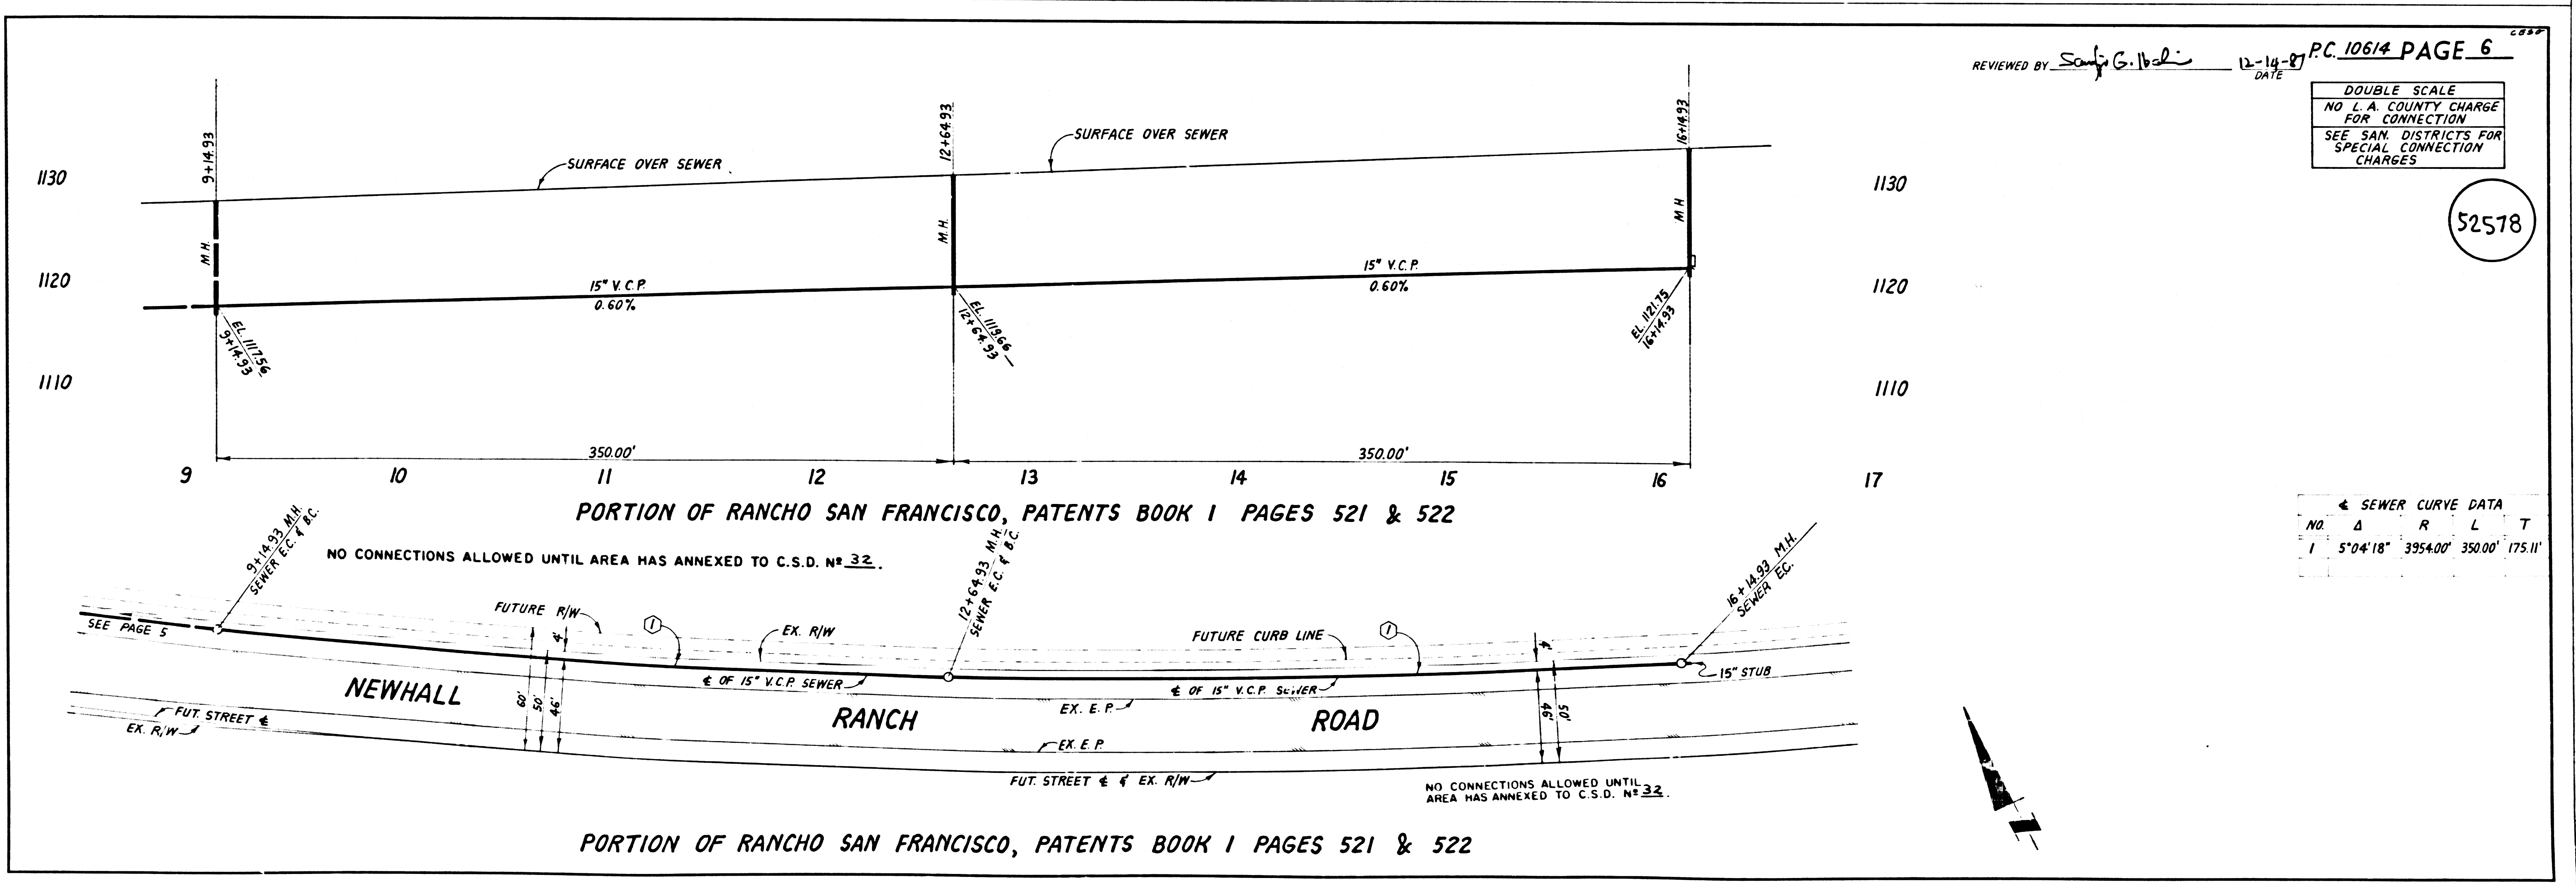 REVIEWED BY
12-14-87
DATE
P.C. 10614 PAGE 6
DOUBLE SCALE
NO L.A. COUNTY CHARGE
FOR CONNECTION
SEE SAN. DISTRICTS FOR
SPECIAL CONNECTION
CHARGES
52578
9+14.93
12+64.93
16+14.93
SURFACE OVER SEWER
SURFACE OVER SEWER
1130
1130
M.H.
M.H.
M.H
1120
15" V.C.P.
0.60%
15" V.C.P.
0.60%
1120
EL. 1117.56
9+14.93
EL. 1119.66
12+64.93
EL. 1121.75
16+14.93
1110
1110
350.00'
350.00'
9 10 11 12 13 14 15 16 17
PORTION OF RANCHO SAN FRANCISCO, PATENTS BOOK 1 PAGES 521 & 522
℄ SEWER CURVE DATA
NO. Δ R L T
1 5°04'18" 3954.00' 350.00' 175.11'
9+14.93 M.H.
SEWER E.C. & B.C.
NO CONNECTIONS ALLOWED UNTIL AREA HAS ANNEXED TO C.S.D. Nº 32.
12+64.93 M.H.
SEWER E.C. & B.C.
16+14.93 M.H.
SEWER E.C.
SEE PAGE 5
FUTURE R/W
4'
1
EX. R/W
FUTURE CURB LINE
1
4'
℄ OF 15" V.C.P. SEWER
℄ OF 15" V.C.P. SEWER
15" STUB
NEWHALL RANCH ROAD
60'
50'
46'
46'
50'
EX. E.P.
FUT. STREET ℄
EX. R/W
EX. E.P.
FUT. STREET ℄ & EX. R/W
NO CONNECTIONS ALLOWED UNTIL
AREA HAS ANNEXED TO C.S.D. Nº 32.
PORTION OF RANCHO SAN FRANCISCO, PATENTS BOOK 1 PAGES 521 & 522